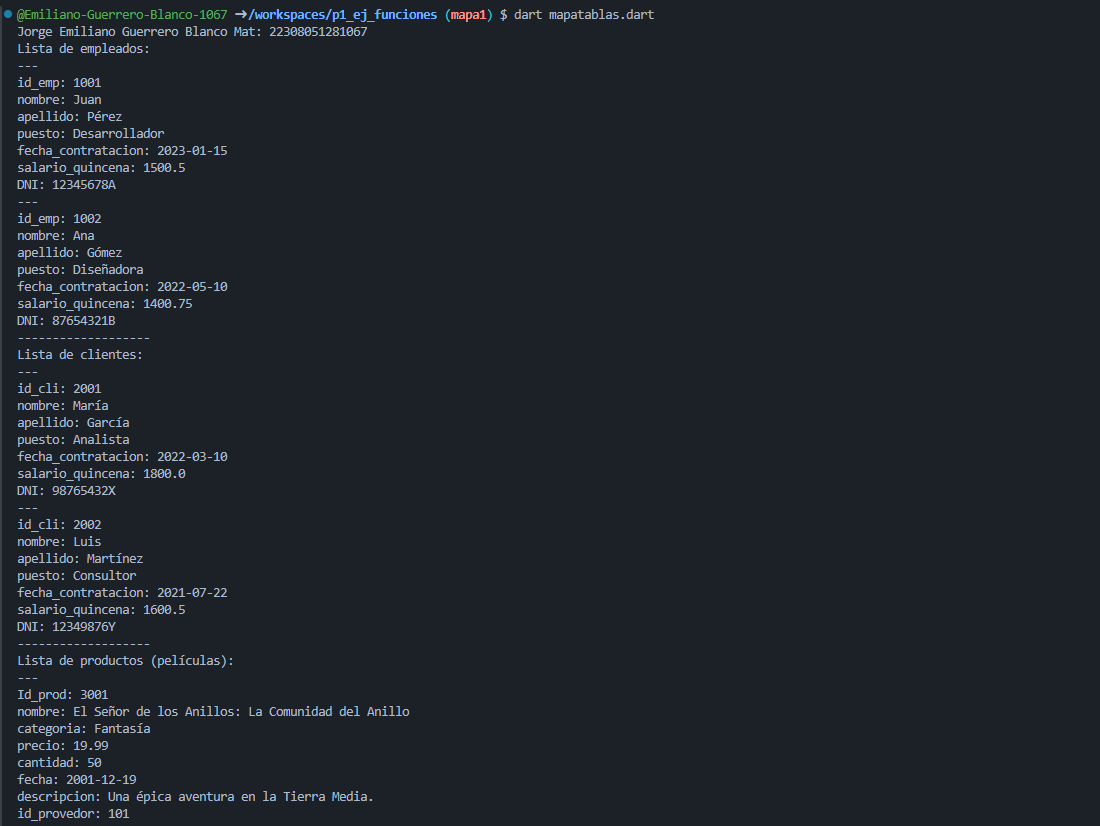 @Emiliano-Guerrero-Blanco-1067 ➜/workspaces/p1_ej_funciones (mapa1) $ dart mapatablas.dart
Jorge Emiliano Guerrero Blanco Mat: 22308051281067
Lista de empleados:
---
id_emp: 1001
nombre: Juan
apellido: Pérez
puesto: Desarrollador
fecha_contratacion: 2023-01-15
salario_quincena: 1500.5
DNI: 12345678A
---
id_emp: 1002
nombre: Ana
apellido: Gómez
puesto: Diseñadora
fecha_contratacion: 2022-05-10
salario_quincena: 1400.75
DNI: 87654321B
-------------------
Lista de clientes:
---
id_cli: 2001
nombre: María
apellido: García
puesto: Analista
fecha_contratacion: 2022-03-10
salario_quincena: 1800.0
DNI: 98765432X
---
id_cli: 2002
nombre: Luis
apellido: Martínez
puesto: Consultor
fecha_contratacion: 2021-07-22
salario_quincena: 1600.5
DNI: 12349876Y
-------------------
Lista de productos (películas):
---
Id_prod: 3001
nombre: El Señor de los Anillos: La Comunidad del Anillo
categoria: Fantasía
precio: 19.99
cantidad: 50
fecha: 2001-12-19
descripcion: Una épica aventura en la Tierra Media.
id_provedor: 101